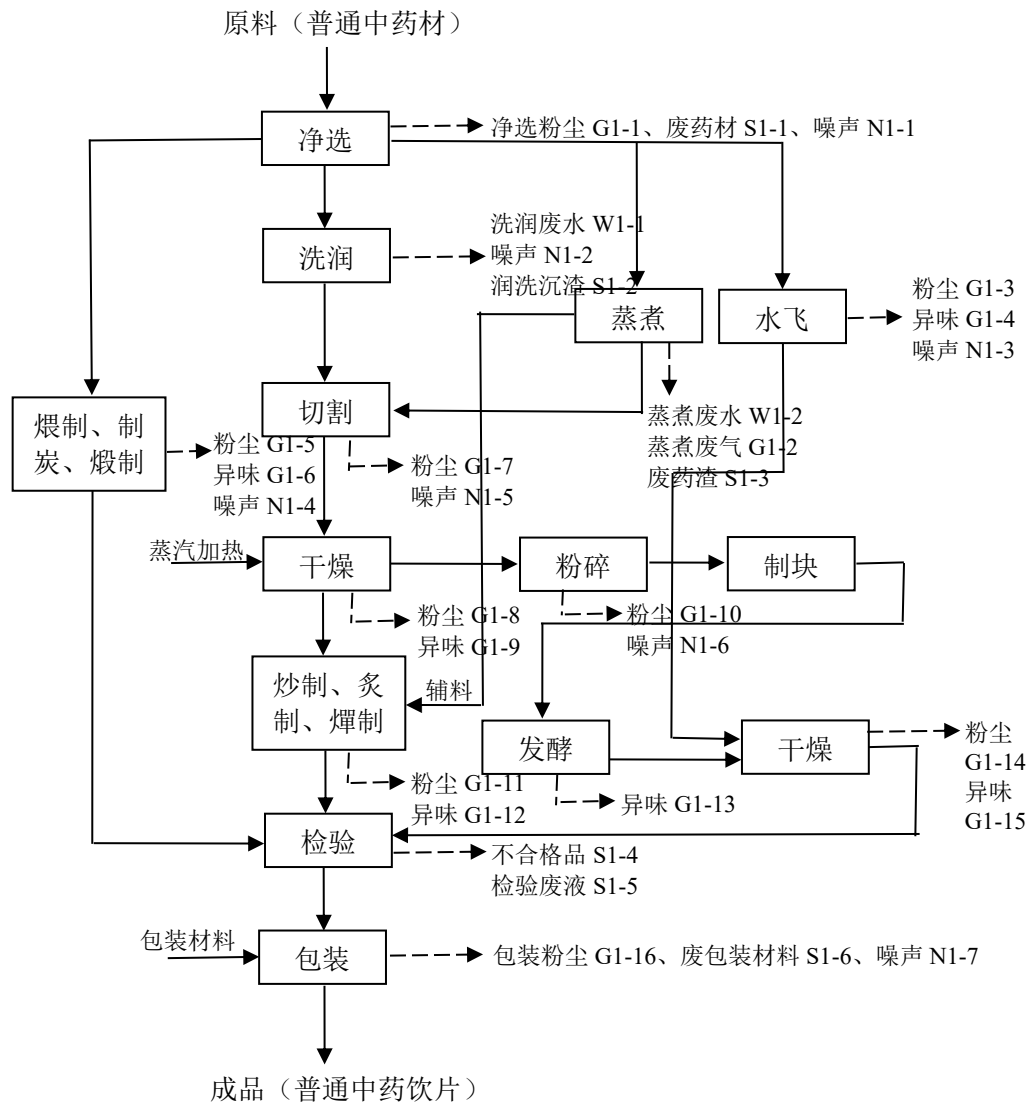 原料（普通中药材）
净选
净选粉尘 G1-1、废药材 S1-1、噪声 N1-1
洗润
洗润废水 W1-1
噪声 N1-2
润洗沉渣 S1-2
蒸煮
水飞
粉尘 G1-3
异味 G1-4
噪声 N1-3
切割
蒸煮废水 W1-2
蒸煮废气 G1-2
废药渣 S1-3
煨制、制
炭、煅制
粉尘 G1-5
异味 G1-6
噪声 N1-4
粉尘 G1-7
噪声 N1-5
蒸汽加热
干燥
粉碎
制块
粉尘 G1-8
异味 G1-9
粉尘 G1-10
噪声 N1-6
炒制、炙
制、燀制
辅料
发酵
干燥
粉尘
G1-14
异味
G1-15
粉尘 G1-11
异味 G1-12
异味 G1-13
检验
不合格品 S1-4
检验废液 S1-5
包装材料
包装
包装粉尘 G1-16、废包装材料 S1-6、噪声 N1-7
成品（普通中药饮片）